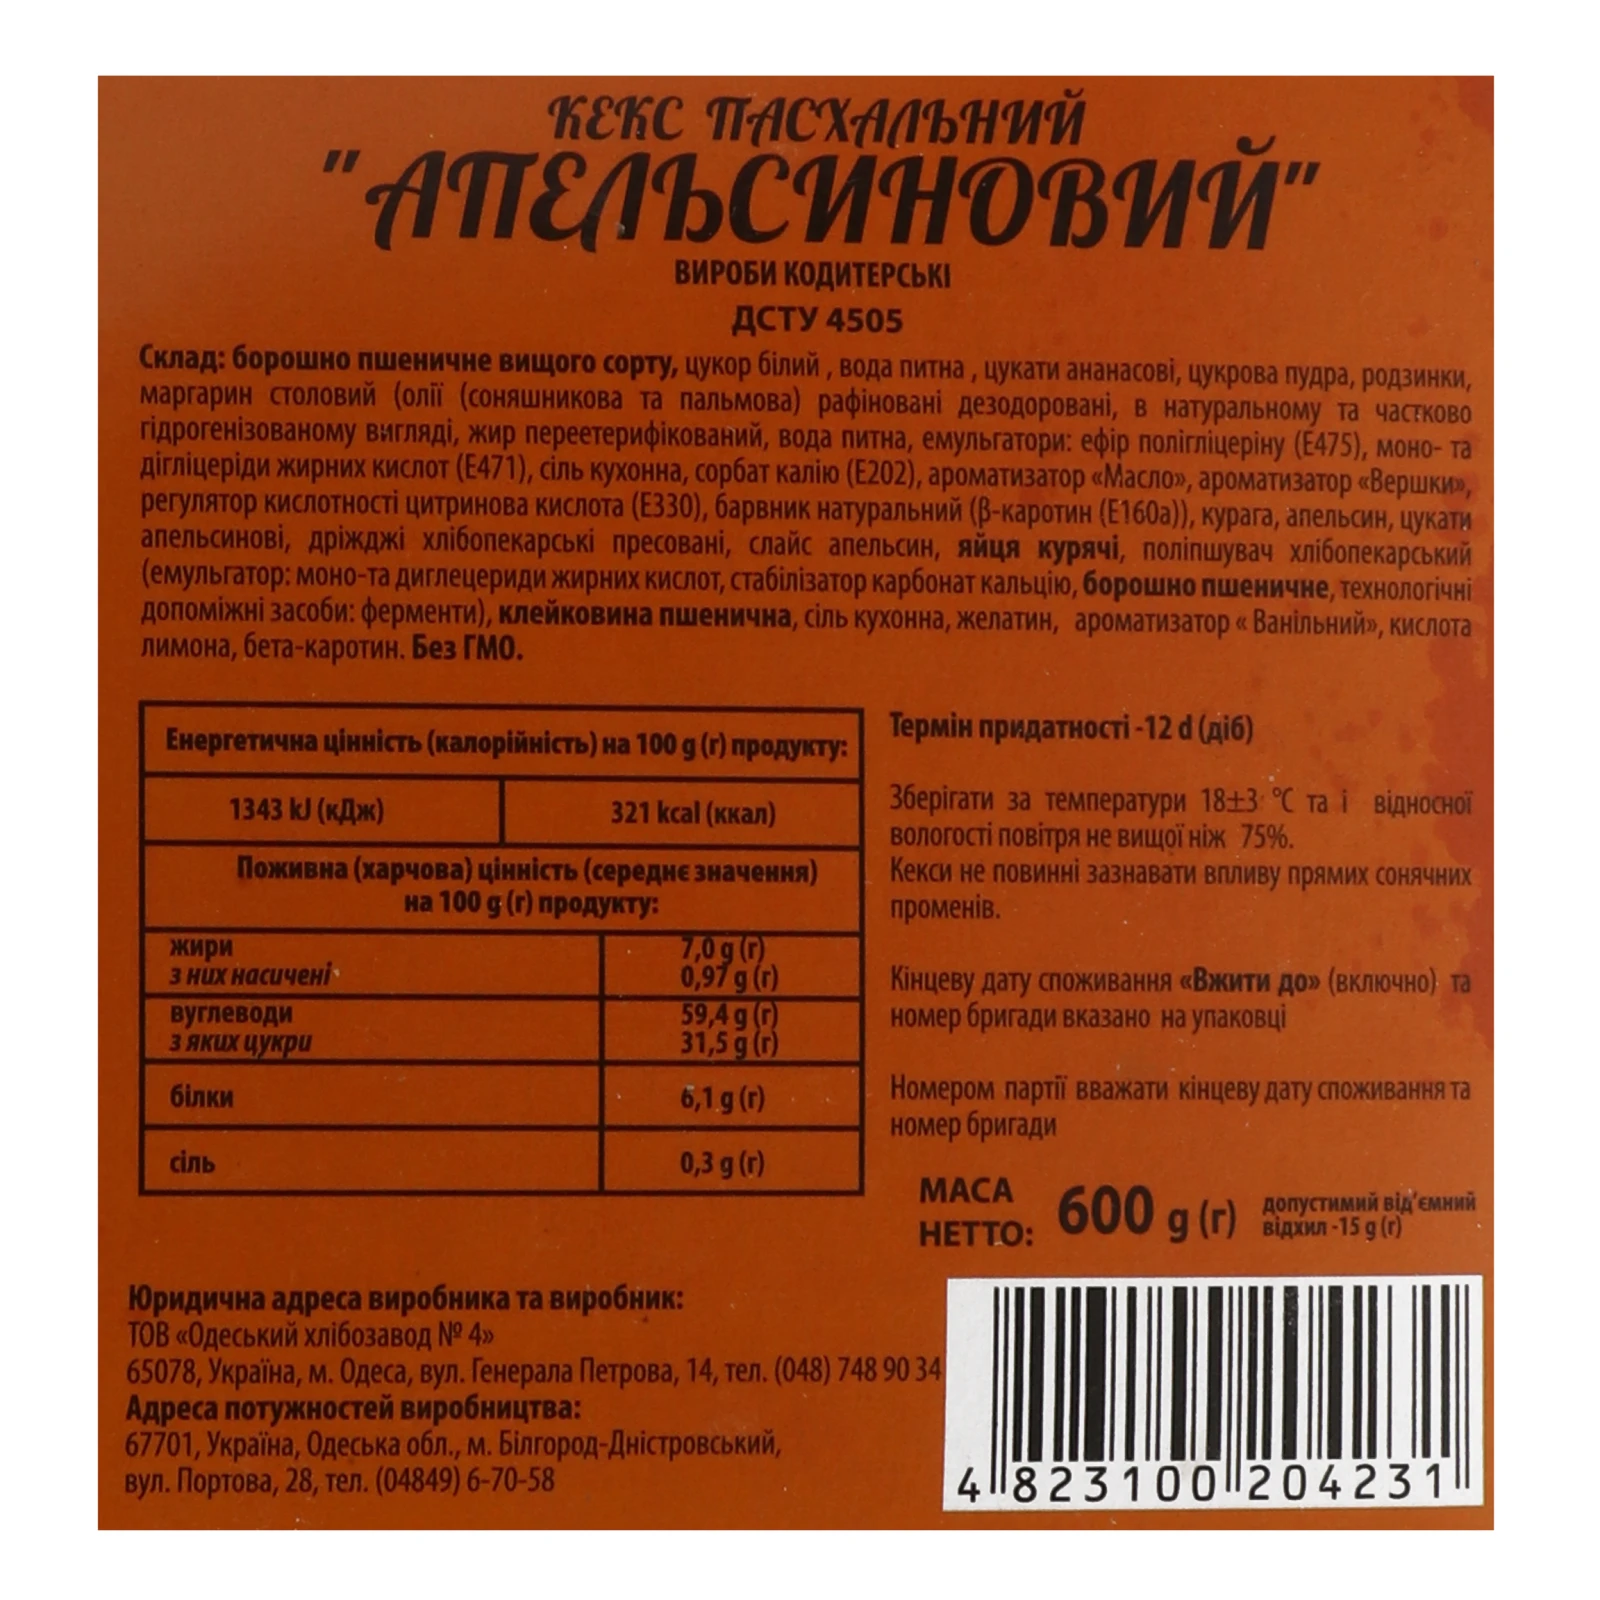 КЕКС ПАСХАЛЬНИЙ
"АПЕЛЬСИНОВИЙ"
ВИРОБИ КОДИТЕРСЬКІ
ДСТУ 4505
Склад: борошно пшеничне вищого сорту, цукор білий , вода питна , цукати ананасові, цукрова пудра, родзинки,
маргарин столовий (олії (соняшникова та пальмова) рафіновані дезодоровані, в натуральному та частково
гідрогенізованому вигляді, жир переетерифікований, вода питна, емульгатори: ефір полігліцеріну (Е475), моно- та
дігліцеріди жирних кислот (Е471), сіль кухонна, сорбат калію (Е202), ароматизатор «Масло», ароматизатор «Вершки»,
регулятор кислотності цитринова кислота (Е330), барвник натуральний (β-каротин (Е160а)), курага, апельсин, цукати
апельсинові, дріжджі хлібопекарські пресовані, слайс апельсин, яйця курячі, поліпшувач хлібопекарський
(емульгатор: моно-та диглецериди жирних кислот, стабілізатор карбонат кальцію, борошно пшеничне, технологічні
допоміжні засоби: ферменти), клейковина пшенична, сіль кухонна, желатин, ароматизатор « Ванільний», кислота
лимона, бета-каротин. Без ГМО.
Енергетична цінність (калорійність) на 100 g (г) продукту:
1343 kJ (кДж) 321 kcal (ккал)
Поживна (харчова) цінність (середнє значення)
на 100 g (г) продукту:
жири 7,0 g (г)
з них насичені 0,97 g (г)
вуглеводи 59,4 g (г)
з яких цукри 31,5 g (г)
білки 6,1 g (г)
сіль 0,3 g (г)
Термін придатності -12 d (діб)
Зберігати за температури 18±3 °С та і відносної
вологості повітря не вищої ніж 75%.
Кекси не повинні зазнавати впливу прямих сонячних
променів.
Кінцеву дату споживання «Вжити до» (включно) та
номер бригади вказано на упаковці
Номером партії вважати кінцеву дату споживання та
номер бригади
МАСА
НЕТТО: 600 g (г)
допустимий від'ємний
відхил -15 g (г)
Юридична адреса виробника та виробник:
ТОВ «Одеський хлібозавод № 4»
65078, Україна, м. Одеса, вул. Генерала Петрова, 14, тел. (048) 748 90 34
Адреса потужностей виробництва:
67701, Україна, Одеська обл., м. Білгород-Дністровський,
вул. Портова, 28, тел. (04849) 6-70-58
4 823100 204231